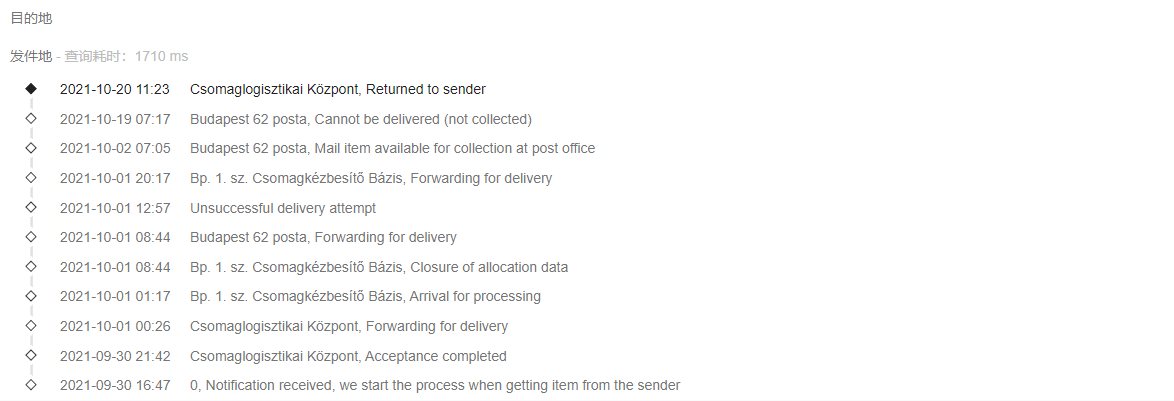 目的地
发件地 - 查询耗时：1710 ms
2021-10-20 11:23 Csomaglogisztikai Központ, Returned to sender
2021-10-19 07:17 Budapest 62 posta, Cannot be delivered (not collected)
2021-10-02 07:05 Budapest 62 posta, Mail item available for collection at post office
2021-10-01 20:17 Bp. 1. sz. Csomagkézbesítő Bázis, Forwarding for delivery
2021-10-01 12:57 Unsuccessful delivery attempt
2021-10-01 08:44 Budapest 62 posta, Forwarding for delivery
2021-10-01 08:44 Bp. 1. sz. Csomagkézbesítő Bázis, Closure of allocation data
2021-10-01 01:17 Bp. 1. sz. Csomagkézbesítő Bázis, Arrival for processing
2021-10-01 00:26 Csomaglogisztikai Központ, Forwarding for delivery
2021-09-30 21:42 Csomaglogisztikai Központ, Acceptance completed
2021-09-30 16:47 0, Notification received, we start the process when getting item from the sender